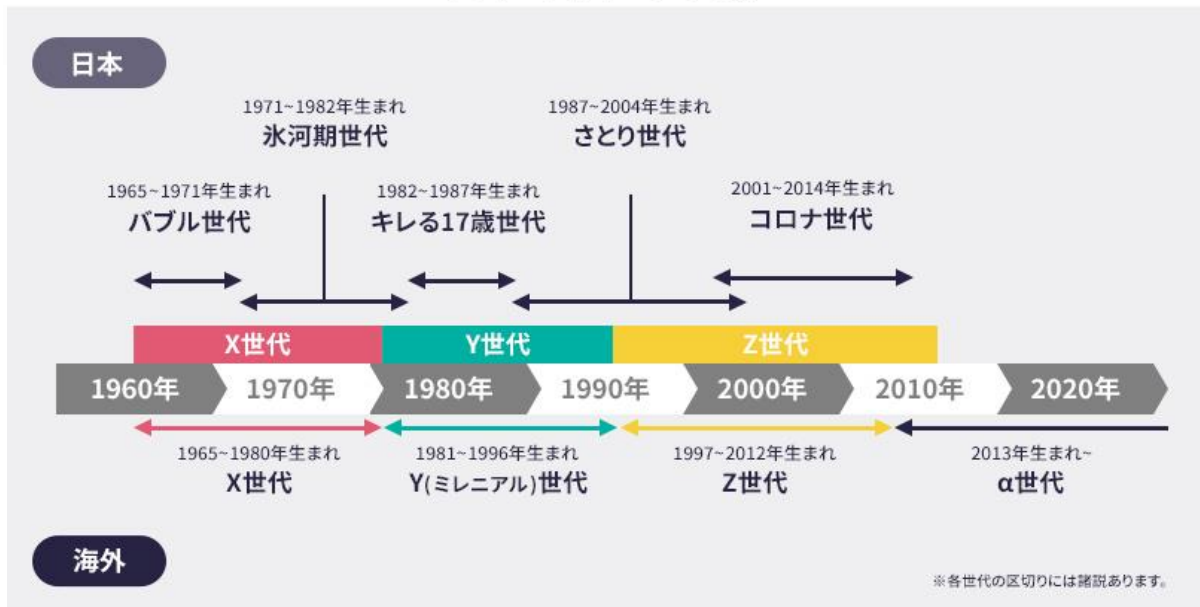 日本
1971~1982年生まれ
氷河期世代
1987~2004年生まれ
さとり世代
1965~1971年生まれ
バブル世代
1982~1987年生まれ
キレる17歳世代
2001~2014年生まれ
コロナ世代
X世代 Y世代 Z世代
1960年 1970年 1980年 1990年 2000年 2010年 2020年
1965~1980年生まれ
X世代
1981~1996年生まれ
Y(ミレニアル)世代
1997~2012年生まれ
Z世代
2013年生まれ~
α世代
海外
※各世代の区切りには諸説あります。